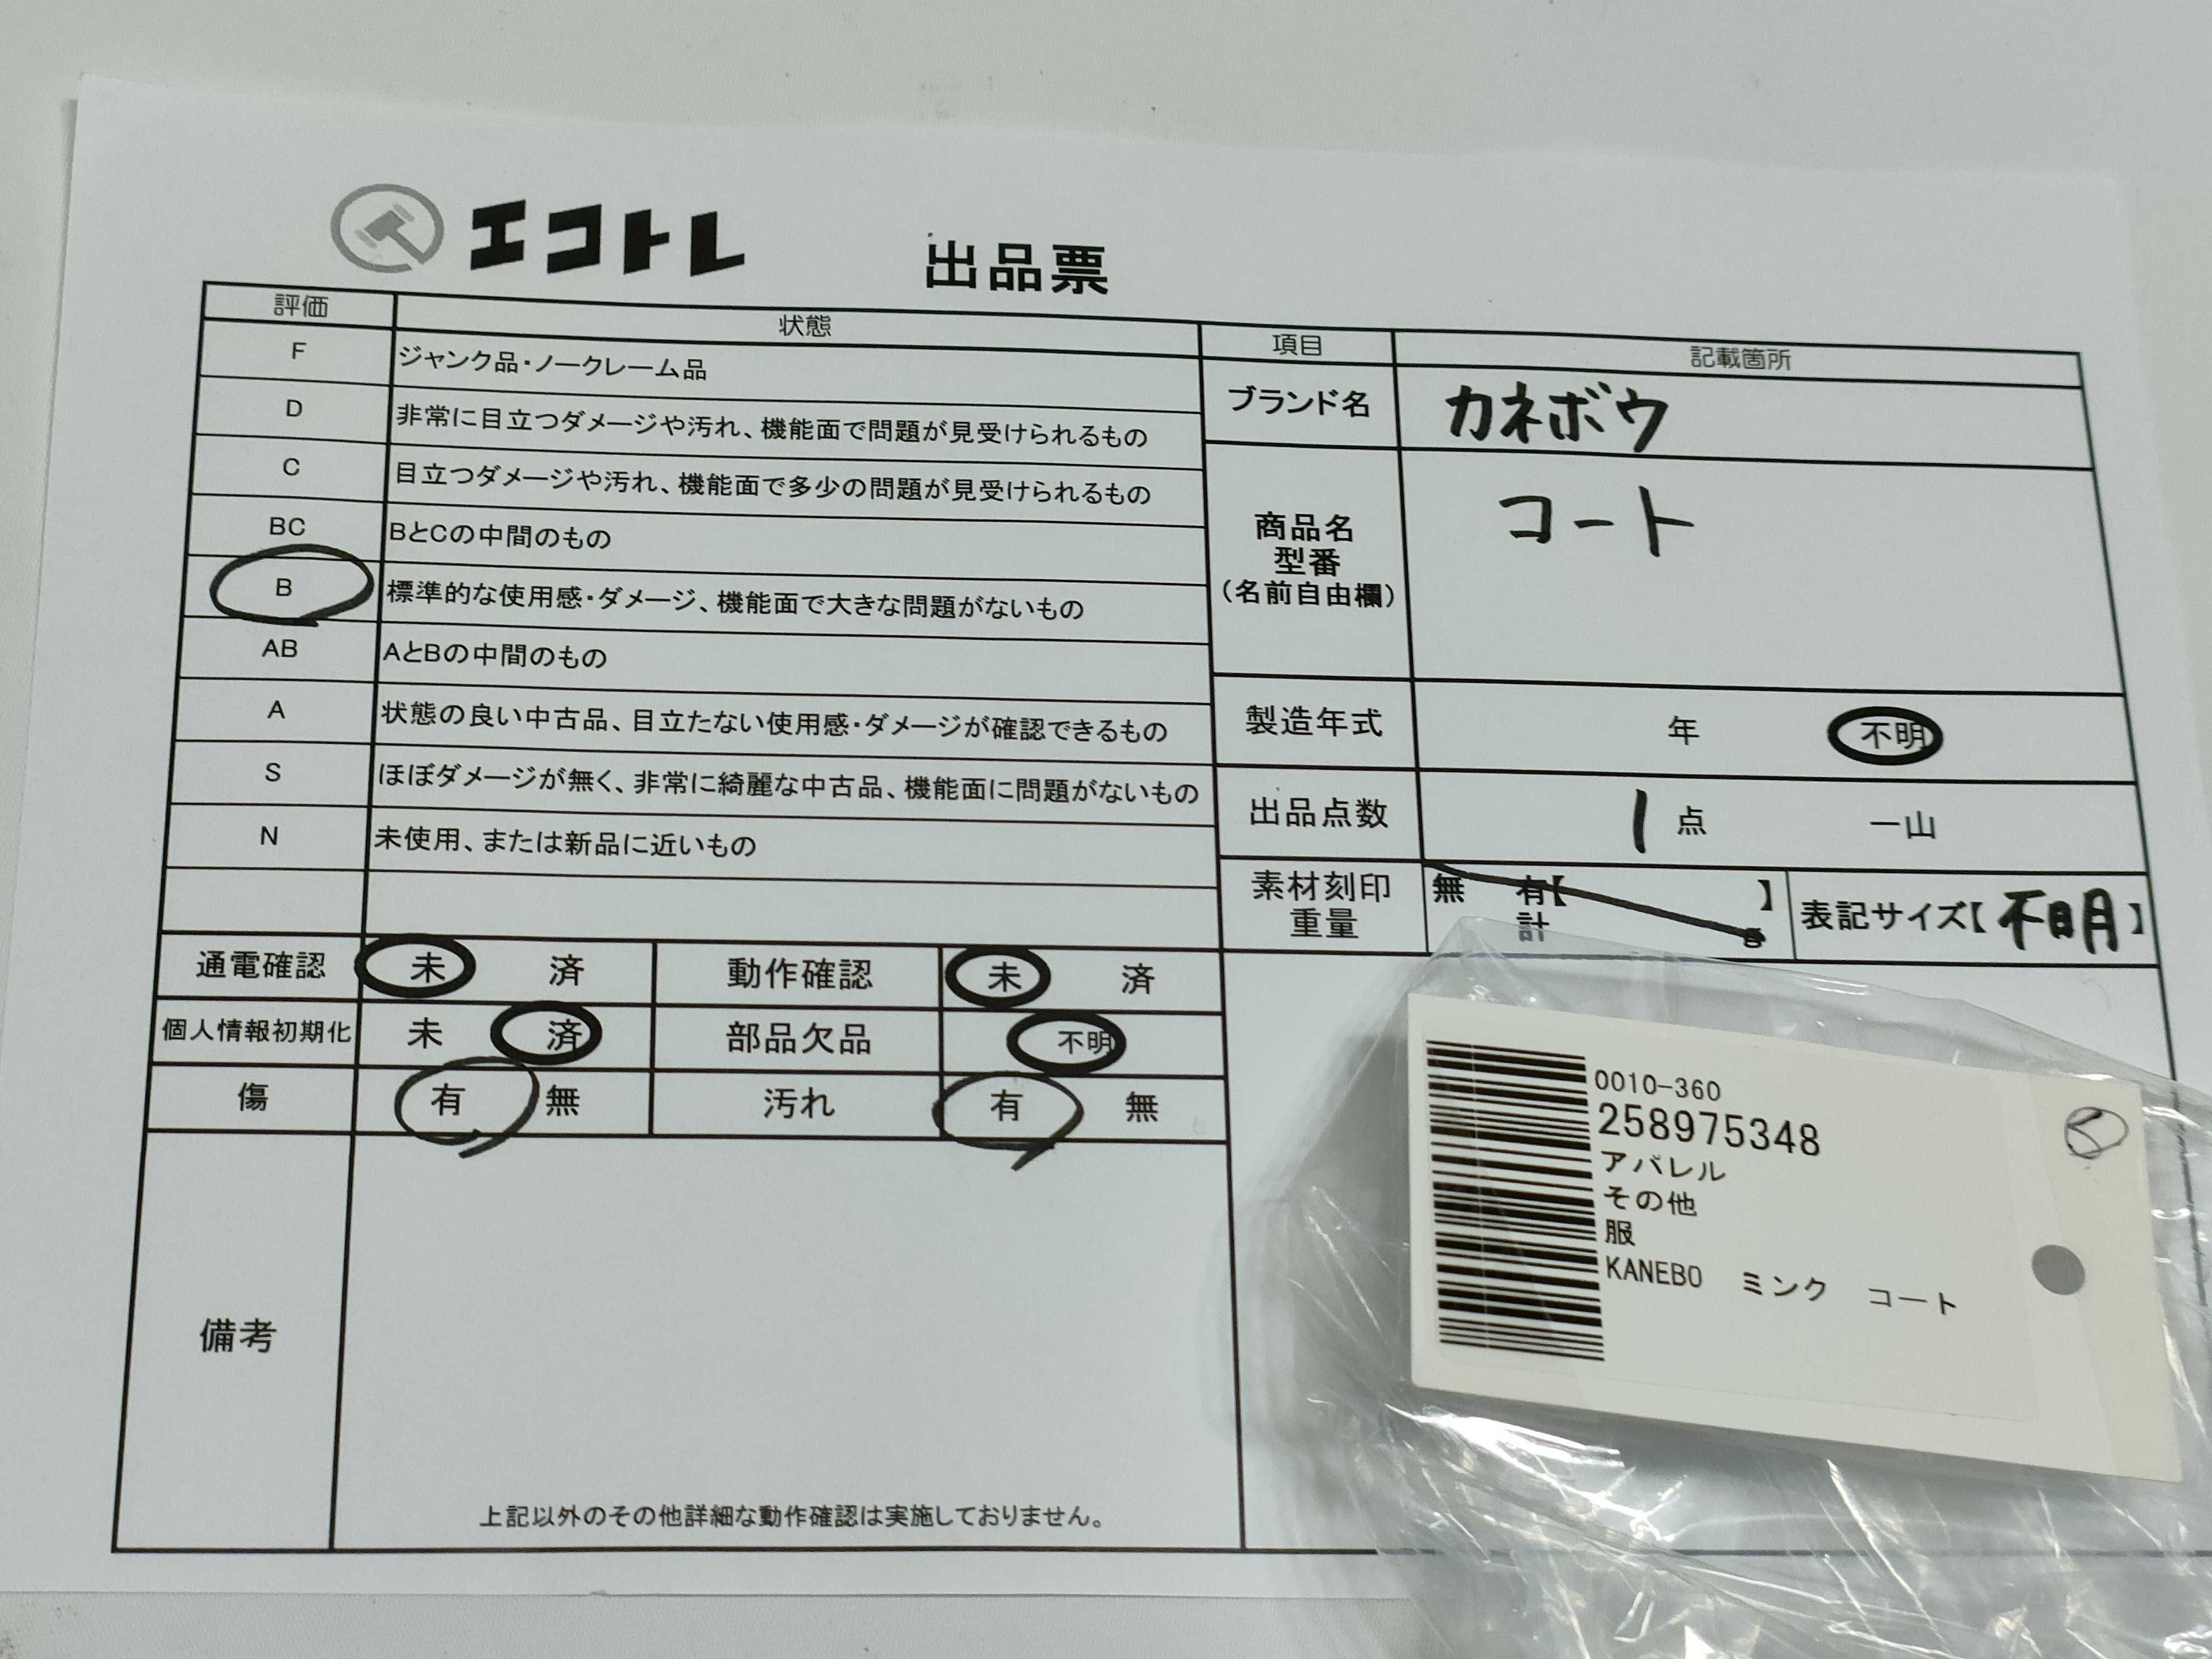 エコトレ 出品票
評価 状態
F ジャンク品・ノークレーム品
D 非常に目立つダメージや汚れ、機能面で問題が見受けられるもの
C 目立つダメージや汚れ、機能面で多少の問題が見受けられるもの
BC BとCの中間のもの
B 標準的な使用感・ダメージ、機能面で大きな問題がないもの
AB AとBの中間のもの
A 状態の良い中古品、目立たない使用感・ダメージが確認できるもの
S ほぼダメージが無く、非常に綺麗な中古品、機能面に問題がないもの
N 未使用、または新品に近いもの
項目 記載箇所
ブランド名 カネボウ
商品名 コート
型番
（名前自由欄）
製造年式 年 不明
出品点数 1 点 一山
素材刻印 無 有【 】
重量 計 g
表記サイズ【不明】
通電確認 未 済 動作確認 未 済
個人情報初期化 未 済 部品欠品 不明
傷 有 無 汚れ 有 無
備考
上記以外のその他詳細な動作確認は実施しておりません。
0010-360
258975348
アパレル
その他
服
KANEBO ミンク コート